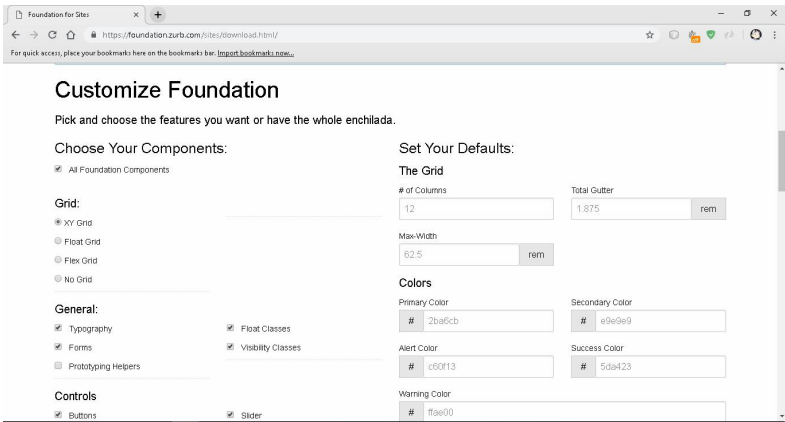 Foundation for Sites
https://foundation.zurb.com/sites/download.html/
For quick access, place your bookmarks here on the bookmarks bar. Import bookmarks now...
Customize Foundation
Pick and choose the features you want or have the whole enchilada.
Choose Your Components:
All Foundation Components
Grid:
XY Grid
Float Grid
Flex Grid
No Grid
General:
Typography
Float Classes
Forms
Visibility Classes
Prototyping Helpers
Controls
Buttons
Slider
Set Your Defaults:
The Grid
# of Columns
Total Gutter
12
1.875 rem
Max-Width
62.5 rem
Colors
Primary Color
Secondary Color
# 2ba6cb
# e9e9e9
Alert Color
Success Color
# c60f13
# 5da423
Warning Color
# ffae00